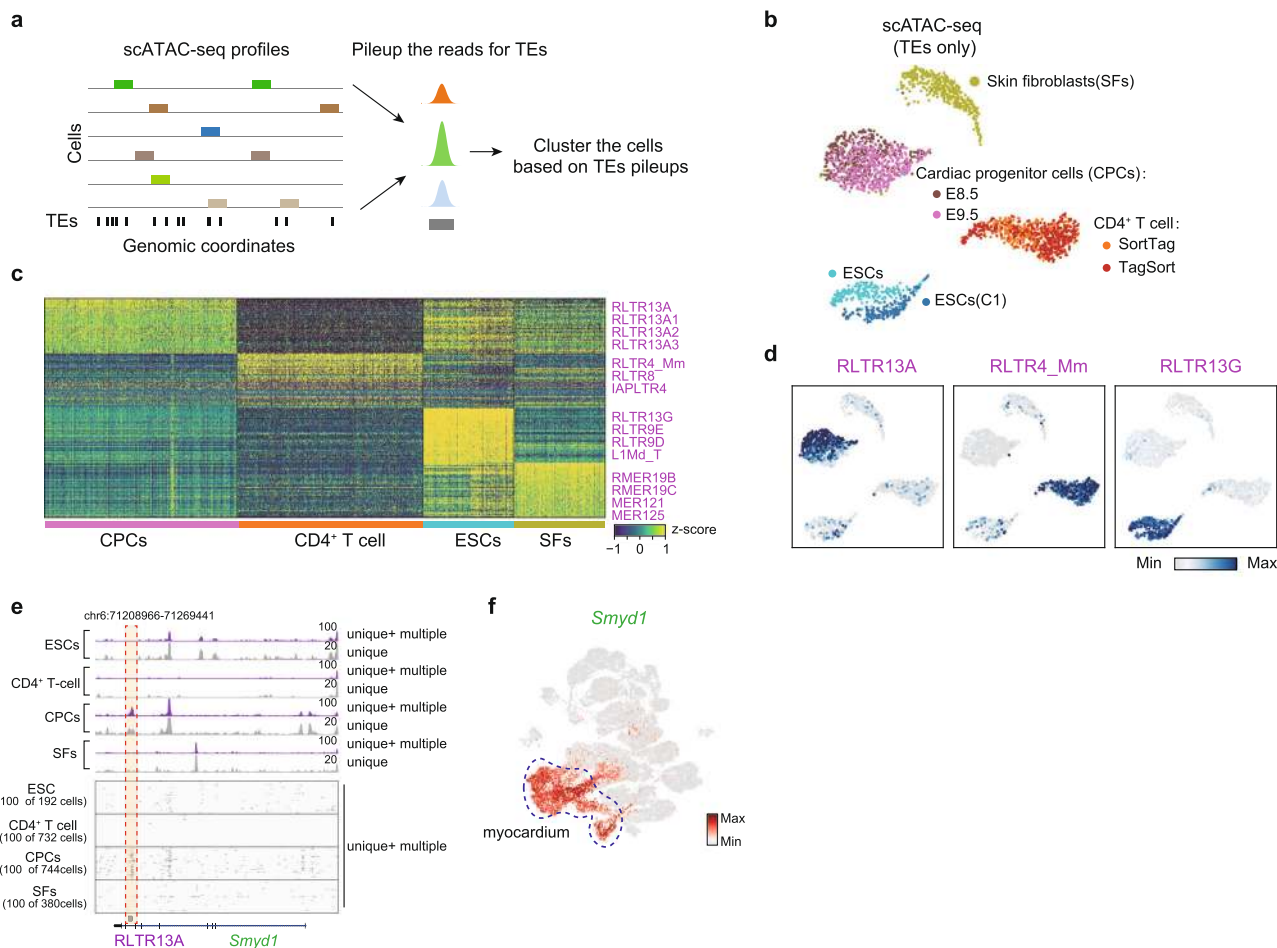 a
scATAC-seq profiles
Pileup the reads for TEs
Cells
Cluster the cells
based on TEs pileups
TEs
Genomic coordinates
b
scATAC-seq
(TEs only)
Skin fibroblasts(SFs)
Cardiac progenitor cells (CPCs):
E8.5
E9.5
CD4⁺ T cell:
SortTag
TagSort
ESCs
ESCs(C1)
c
RLTR13A
RLTR13A1
RLTR13A2
RLTR13A3
RLTR4_Mm
RLTR8
IAPLTR4
RLTR13G
RLTR9E
RLTR9D
L1Md_T
RMER19B
RMER19C
MER121
MER125
CPCs
CD4⁺ T cell
ESCs
SFs
z-score
−1 0 1
d
RLTR13A
RLTR4_Mm
RLTR13G
Min
Max
e
chr6:71208966-71269441
ESCs
100
unique+ multiple
20
unique
CD4⁺ T-cell
100
unique+ multiple
20
unique
CPCs
100
unique+ multiple
20
unique
SFs
100
unique+ multiple
20
unique
ESC
100 of 192 cells)
CD4⁺ T cell
(100 of 732 cells)
CPCs
(100 of 744cells)
SFs
(100 of 380cells)
unique+ multiple
RLTR13A
Smyd1
f
Smyd1
myocardium
Max
Min